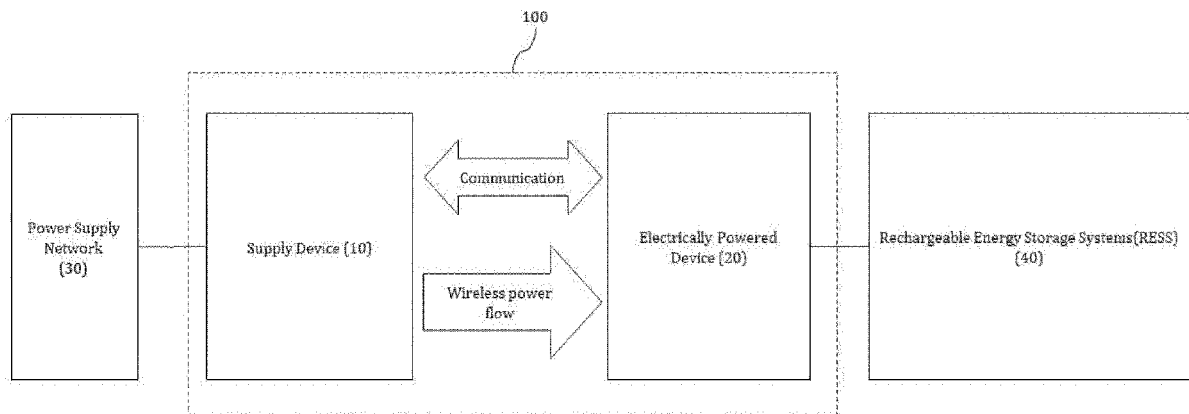 100
Power Supply
Network
(30)
Supply Device (10)
Communication
Wireless power
flow
Electrically Powered
Device (20)
Rechargeable Energy Storage Systems(RESS)
(40)